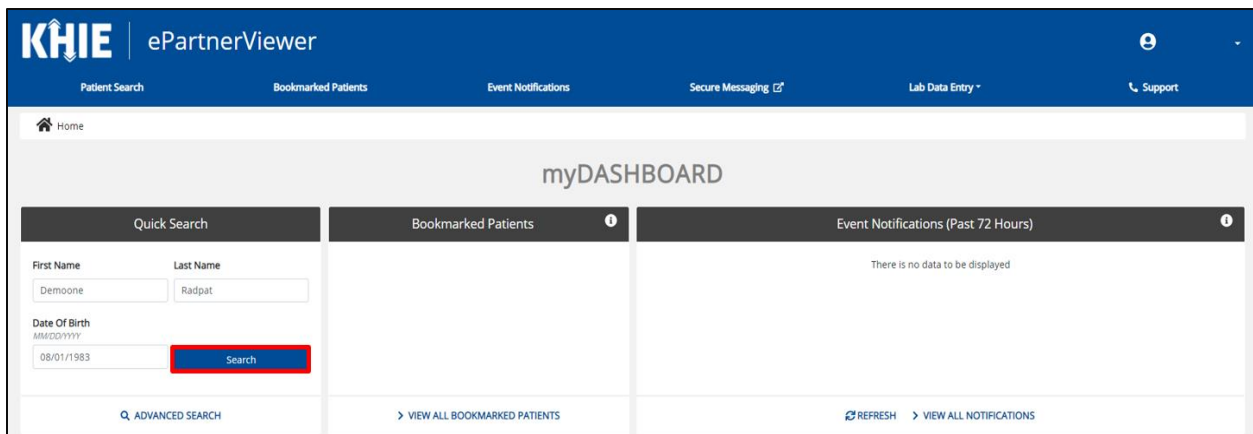 KHIE ePartnerViewer
Patient Search Bookmarked Patients Event Notifications Secure Messaging Lab Data Entry Support
Home
myDASHBOARD
Quick Search
First Name Last Name
Demoone Radpat
Date Of Birth
MM/DD/YYYY
08/01/1983 Search
ADVANCED SEARCH
Bookmarked Patients
VIEW ALL BOOKMARKED PATIENTS
Event Notifications (Past 72 Hours)
There is no data to be displayed
REFRESH VIEW ALL NOTIFICATIONS